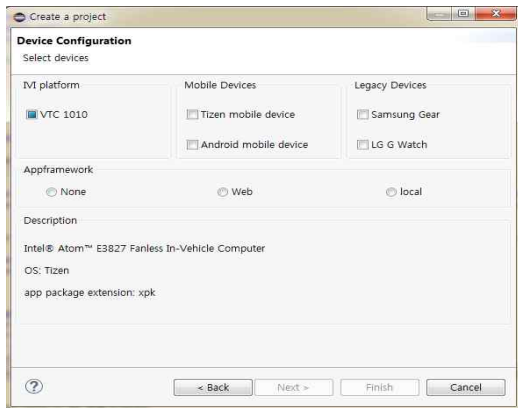 Create a project
Device Configuration
Select devices
IVI platform
Mobile Devices
Legacy Devices
VTC 1010
Tizen mobile device
Samsung Gear
Android mobile device
LG G Watch
Appframework
None
Web
local
Description
Intel® Atom™ E3827 Fanless In-Vehicle Computer
OS: Tizen
app package extension: xpk
?
< Back
Next >
Finish
Cancel